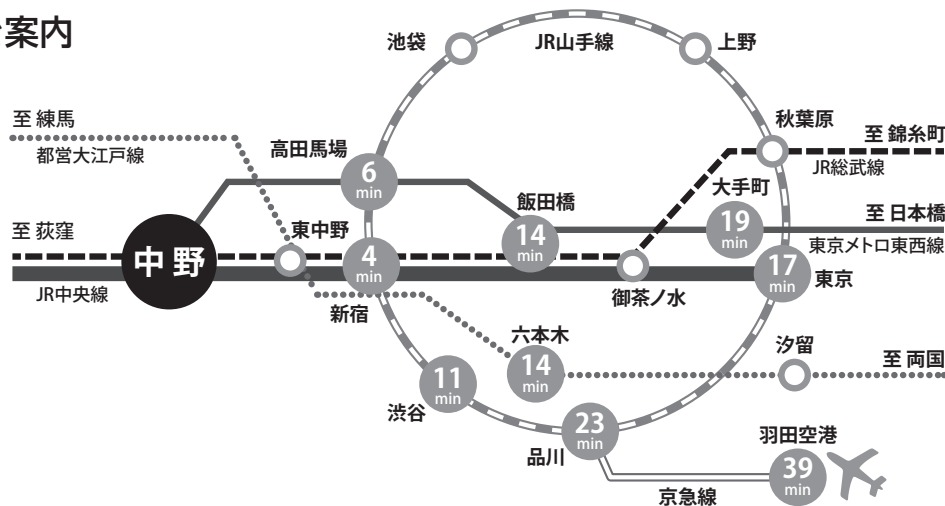 案内
池袋
JR山手線
上野
至 練馬
都営大江戸線
高田馬場
6
min
秋葉原
至 錦糸町
JR総武線
飯田橋
14
min
大手町
19
min
至 日本橋
東京メトロ東西線
至 荻窪
中野
東中野
4
min
新宿
JR中央線
御茶ノ水
17
min
東京
六本木
14
min
汐留
至 両国
11
min
渋谷
23
min
品川
羽田空港
39
min
京急線